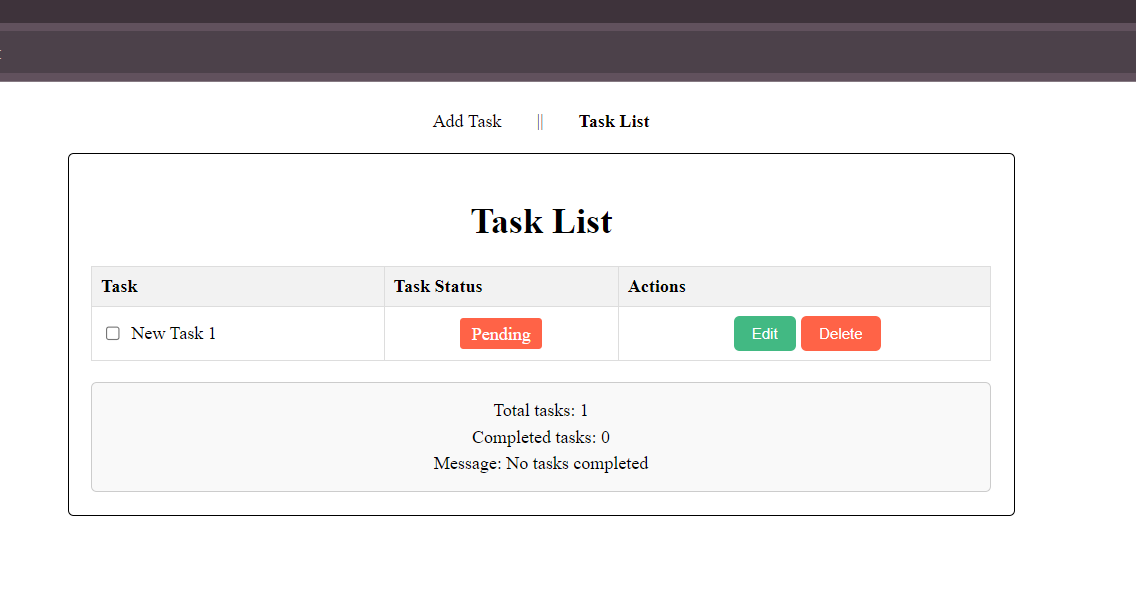 Add Task || Task List
Task List
Task Task Status Actions
New Task 1 Pending Edit Delete
Total tasks: 1
Completed tasks: 0
Message: No tasks completed